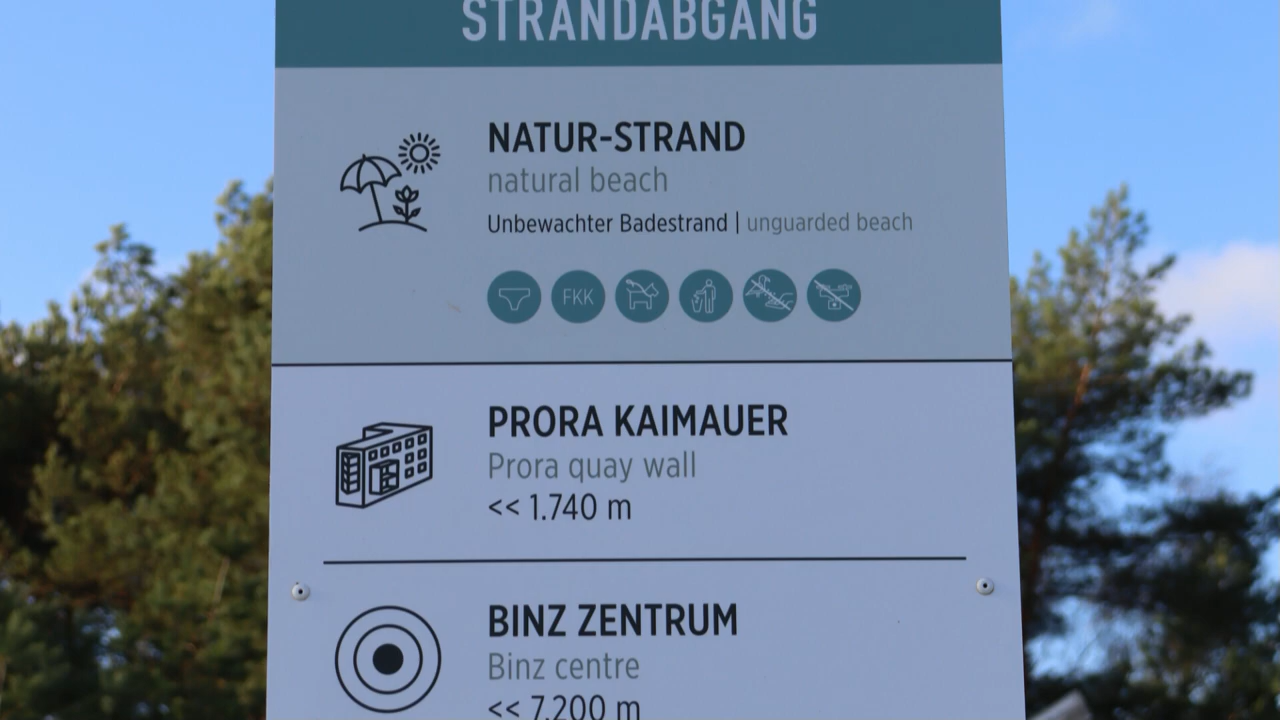 STRANDABGANG
NATUR-STRAND
natural beach
Unbewachter Badestrand | unguarded beach
FKK
PRORA KAIMAUER
Prora quay wall
<< 1.740 m
BINZ ZENTRUM
Binz centre
<< 7.200 m